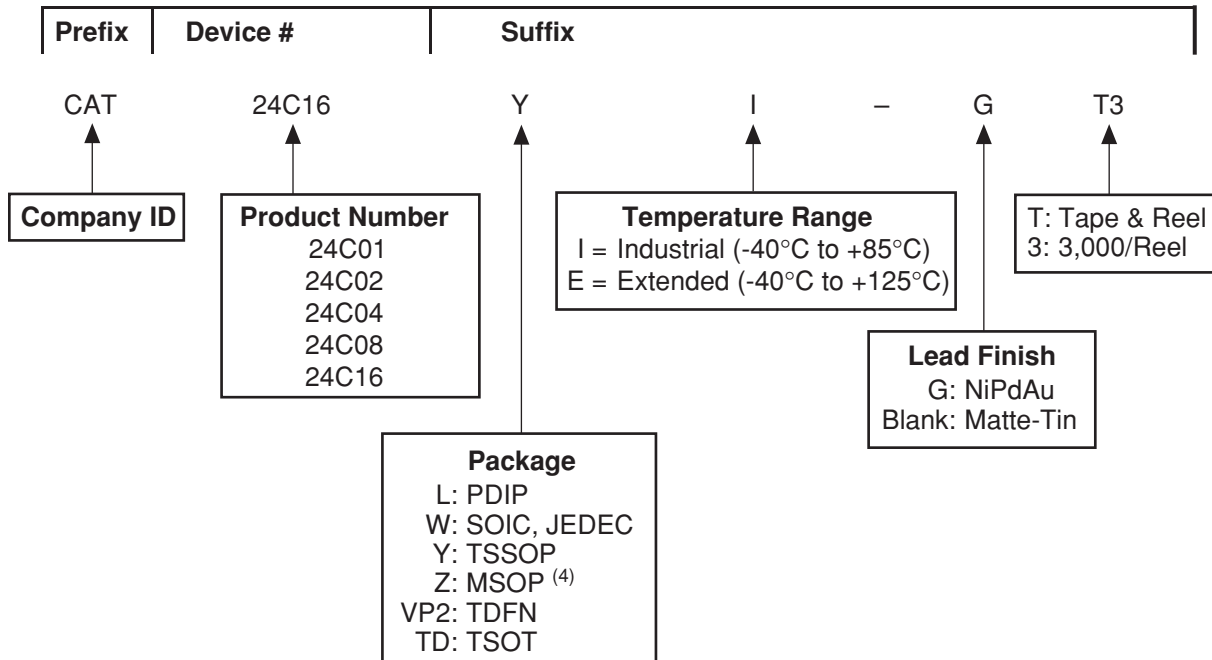 Prefix Device # Suffix
CAT 24C16 Y I – G T3
Company ID
Product Number
24C01
24C02
24C04
24C08
24C16
Temperature Range
I = Industrial (-40°C to +85°C)
E = Extended (-40°C to +125°C)
T: Tape & Reel
3: 3,000/Reel
Lead Finish
G: NiPdAu
Blank: Matte-Tin
Package
L: PDIP
W: SOIC, JEDEC
Y: TSSOP
Z: MSOP (4)
VP2: TDFN
TD: TSOT